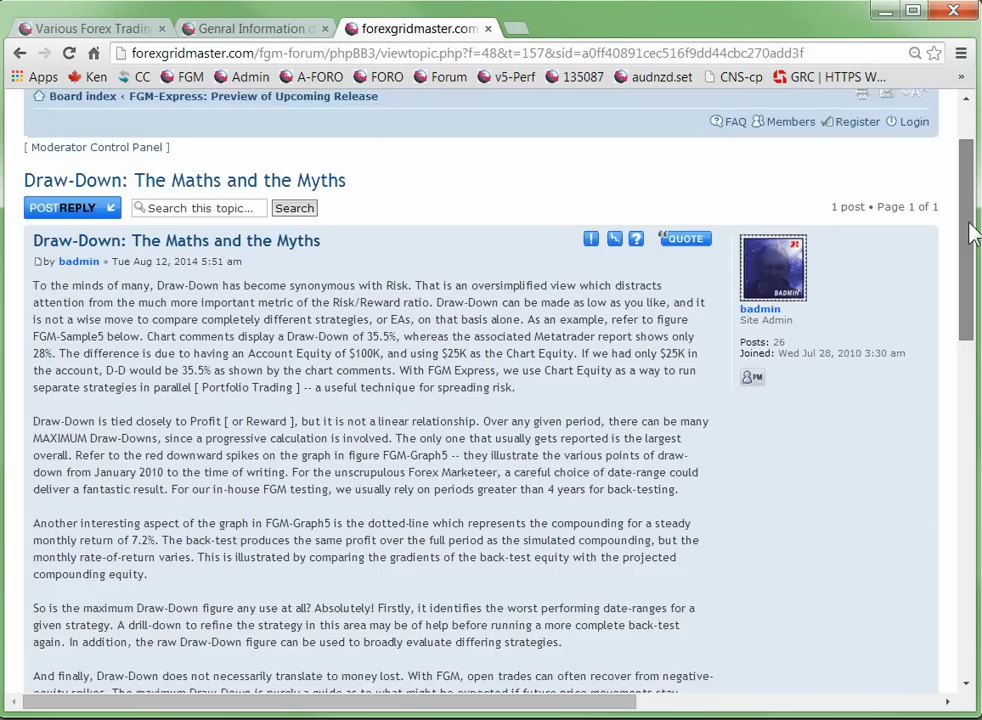 Various Forex Tradin
Genral Information o
forexgridmaster.com
forexgridmaster.com/fgm-forum/phpBB3/viewtopic.php?f=48&t=157&sid=a0ff40891cec516f9dd44cbc270add3f
Apps Ken CC FGM Admin A-FORO FORO Forum v5-Perf 135087 audnzd.set CNS-cp GRC | HTTPS W... »
Board index ‹ FGM-Express: Preview of Upcoming Release
FAQ Members Register Login
[ Moderator Control Panel ]
Draw-Down: The Maths and the Myths
POSTREPLY Search this topic... Search 1 post • Page 1 of 1
Draw-Down: The Maths and the Myths
QUOTE
by badmin » Tue Aug 12, 2014 5:51 am
To the minds of many, Draw-Down has become synonymous with Risk. That is an oversimplified view which distracts
attention from the much more important metric of the Risk/Reward ratio. Draw-Down can be made as low as you like, and it
is not a wise move to compare completely different strategies, or EAs, on that basis alone. As an example, refer to figure
FGM-Sample5 below. Chart comments display a Draw-Down of 35.5%, whereas the associated Metatrader report shows only
28%. The difference is due to having an Account Equity of $100K, and using $25K as the Chart Equity. If we had only $25K in
the account, D-D would be 35.5% as shown by the chart comments. With FGM Express, we use Chart Equity as a way to run
separate strategies in parallel [ Portfolio Trading ] -- a useful technique for spreading risk.
Draw-Down is tied closely to Profit [ or Reward ], but it is not a linear relationship. Over any given period, there can be many
MAXIMUM Draw-Downs, since a progressive calculation is involved. The only one that usually gets reported is the largest
overall. Refer to the red downward spikes on the graph in figure FGM-Graph5 -- they illustrate the various points of draw-
down from January 2010 to the time of writing. For the unscrupulous Forex Marketeer, a careful choice of date-range could
deliver a fantastic result. For our in-house FGM testing, we usually rely on periods greater than 4 years for back-testing.
Another interesting aspect of the graph in FGM-Graph5 is the dotted-line which represents the compounding for a steady
monthly return of 7.2%. The back-test produces the same profit over the full period as the simulated compounding, but the
monthly rate-of-return varies. This is illustrated by comparing the gradients of the back-test equity with the projected
compounding equity.
So is the maximum Draw-Down figure any use at all? Absolutely! Firstly, it identifies the worst performing date-ranges for a
given strategy. A drill-down to refine the strategy in this area may be of help before running a more complete back-test
again. In addition, the raw Draw-Down figure can be used to broadly evaluate differing strategies.
And finally, Draw-Down does not necessarily translate to money lost. With FGM, open trades can often recover from negative-
equity spikes. The maximum Draw-Down is purely a guide as to what might be expected if future price movements stay
BADMIN
badmin
Site Admin
Posts: 26
Joined: Wed Jul 28, 2010 3:30 am
PM